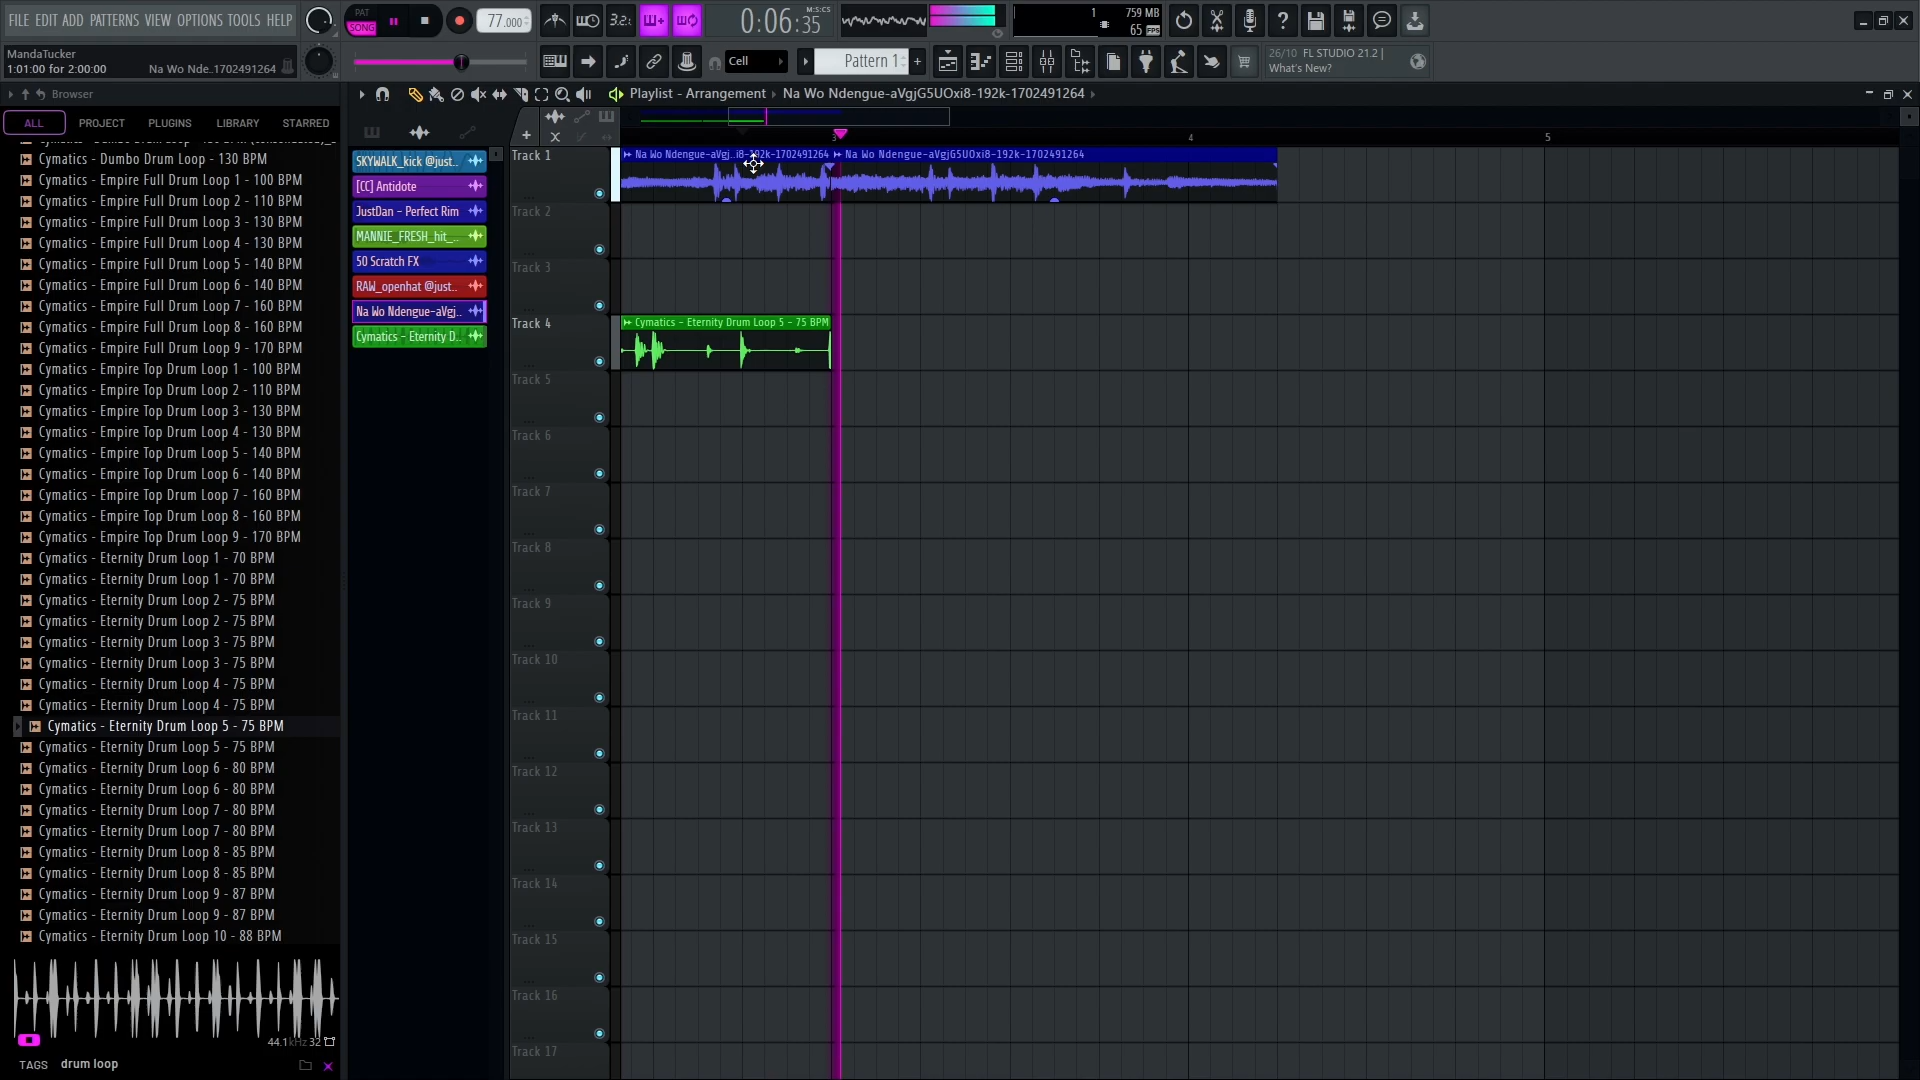 FILE EDIT ADD PATTERNS VIEW OPTIONS TOOLS HELP
PAT
SONG
77.000
3.2:
0:06:35
M:S:CS
1
759 MB
65 FPS
MandaTucker
1:01:00 for 2:00:00
Na Wo Nde..1702491264
Cell
Pattern 1
+
26/10 FL STUDIO 21.2 |
What's New?
Browser
Playlist - Arrangement › Na Wo Ndengue-aVgjG5UOxi8-192k-1702491264 ›
ALL
PROJECT
PLUGINS
LIBRARY
STARRED
Cymatics - Dumbo Drum Loop - 130 BPM
Cymatics - Empire Full Drum Loop 1 - 100 BPM
Cymatics - Empire Full Drum Loop 2 - 110 BPM
Cymatics - Empire Full Drum Loop 3 - 130 BPM
Cymatics - Empire Full Drum Loop 4 - 130 BPM
Cymatics - Empire Full Drum Loop 5 - 140 BPM
Cymatics - Empire Full Drum Loop 6 - 140 BPM
Cymatics - Empire Full Drum Loop 7 - 160 BPM
Cymatics - Empire Full Drum Loop 8 - 160 BPM
Cymatics - Empire Full Drum Loop 9 - 170 BPM
Cymatics - Empire Top Drum Loop 1 - 100 BPM
Cymatics - Empire Top Drum Loop 2 - 110 BPM
Cymatics - Empire Top Drum Loop 3 - 130 BPM
Cymatics - Empire Top Drum Loop 4 - 130 BPM
Cymatics - Empire Top Drum Loop 5 - 140 BPM
Cymatics - Empire Top Drum Loop 6 - 140 BPM
Cymatics - Empire Top Drum Loop 7 - 160 BPM
Cymatics - Empire Top Drum Loop 8 - 160 BPM
Cymatics - Empire Top Drum Loop 9 - 170 BPM
Cymatics - Eternity Drum Loop 1 - 70 BPM
Cymatics - Eternity Drum Loop 1 - 70 BPM
Cymatics - Eternity Drum Loop 2 - 75 BPM
Cymatics - Eternity Drum Loop 2 - 75 BPM
Cymatics - Eternity Drum Loop 3 - 75 BPM
Cymatics - Eternity Drum Loop 3 - 75 BPM
Cymatics - Eternity Drum Loop 4 - 75 BPM
Cymatics - Eternity Drum Loop 4 - 75 BPM
Cymatics - Eternity Drum Loop 5 - 75 BPM
Cymatics - Eternity Drum Loop 5 - 75 BPM
Cymatics - Eternity Drum Loop 6 - 80 BPM
Cymatics - Eternity Drum Loop 6 - 80 BPM
Cymatics - Eternity Drum Loop 7 - 80 BPM
Cymatics - Eternity Drum Loop 7 - 80 BPM
Cymatics - Eternity Drum Loop 8 - 85 BPM
Cymatics - Eternity Drum Loop 8 - 85 BPM
Cymatics - Eternity Drum Loop 9 - 87 BPM
Cymatics - Eternity Drum Loop 9 - 87 BPM
Cymatics - Eternity Drum Loop 10 - 88 BPM
44.1kHz 32
TAGS drum loop
SKYWALK_kick @just..
[CC] Antidote
JustDan - Perfect Rim
MANNIE_FRESH_hit_..
50 Scratch FX
RAW_openhat @just..
Na Wo Ndengue-aVgj..
Cymatics - Eternity D..
3
4
5
Track 1
Na Wo Ndengue-aVgj..i8-192k-1702491264
Na Wo Ndengue-aVgjG5UOxi8-192k-1702491264
Track 2
Track 3
Track 4
Cymatics - Eternity Drum Loop 5 - 75 BPM
Track 5
Track 6
Track 7
Track 8
Track 9
Track 10
Track 11
Track 12
Track 13
Track 14
Track 15
Track 16
Track 17